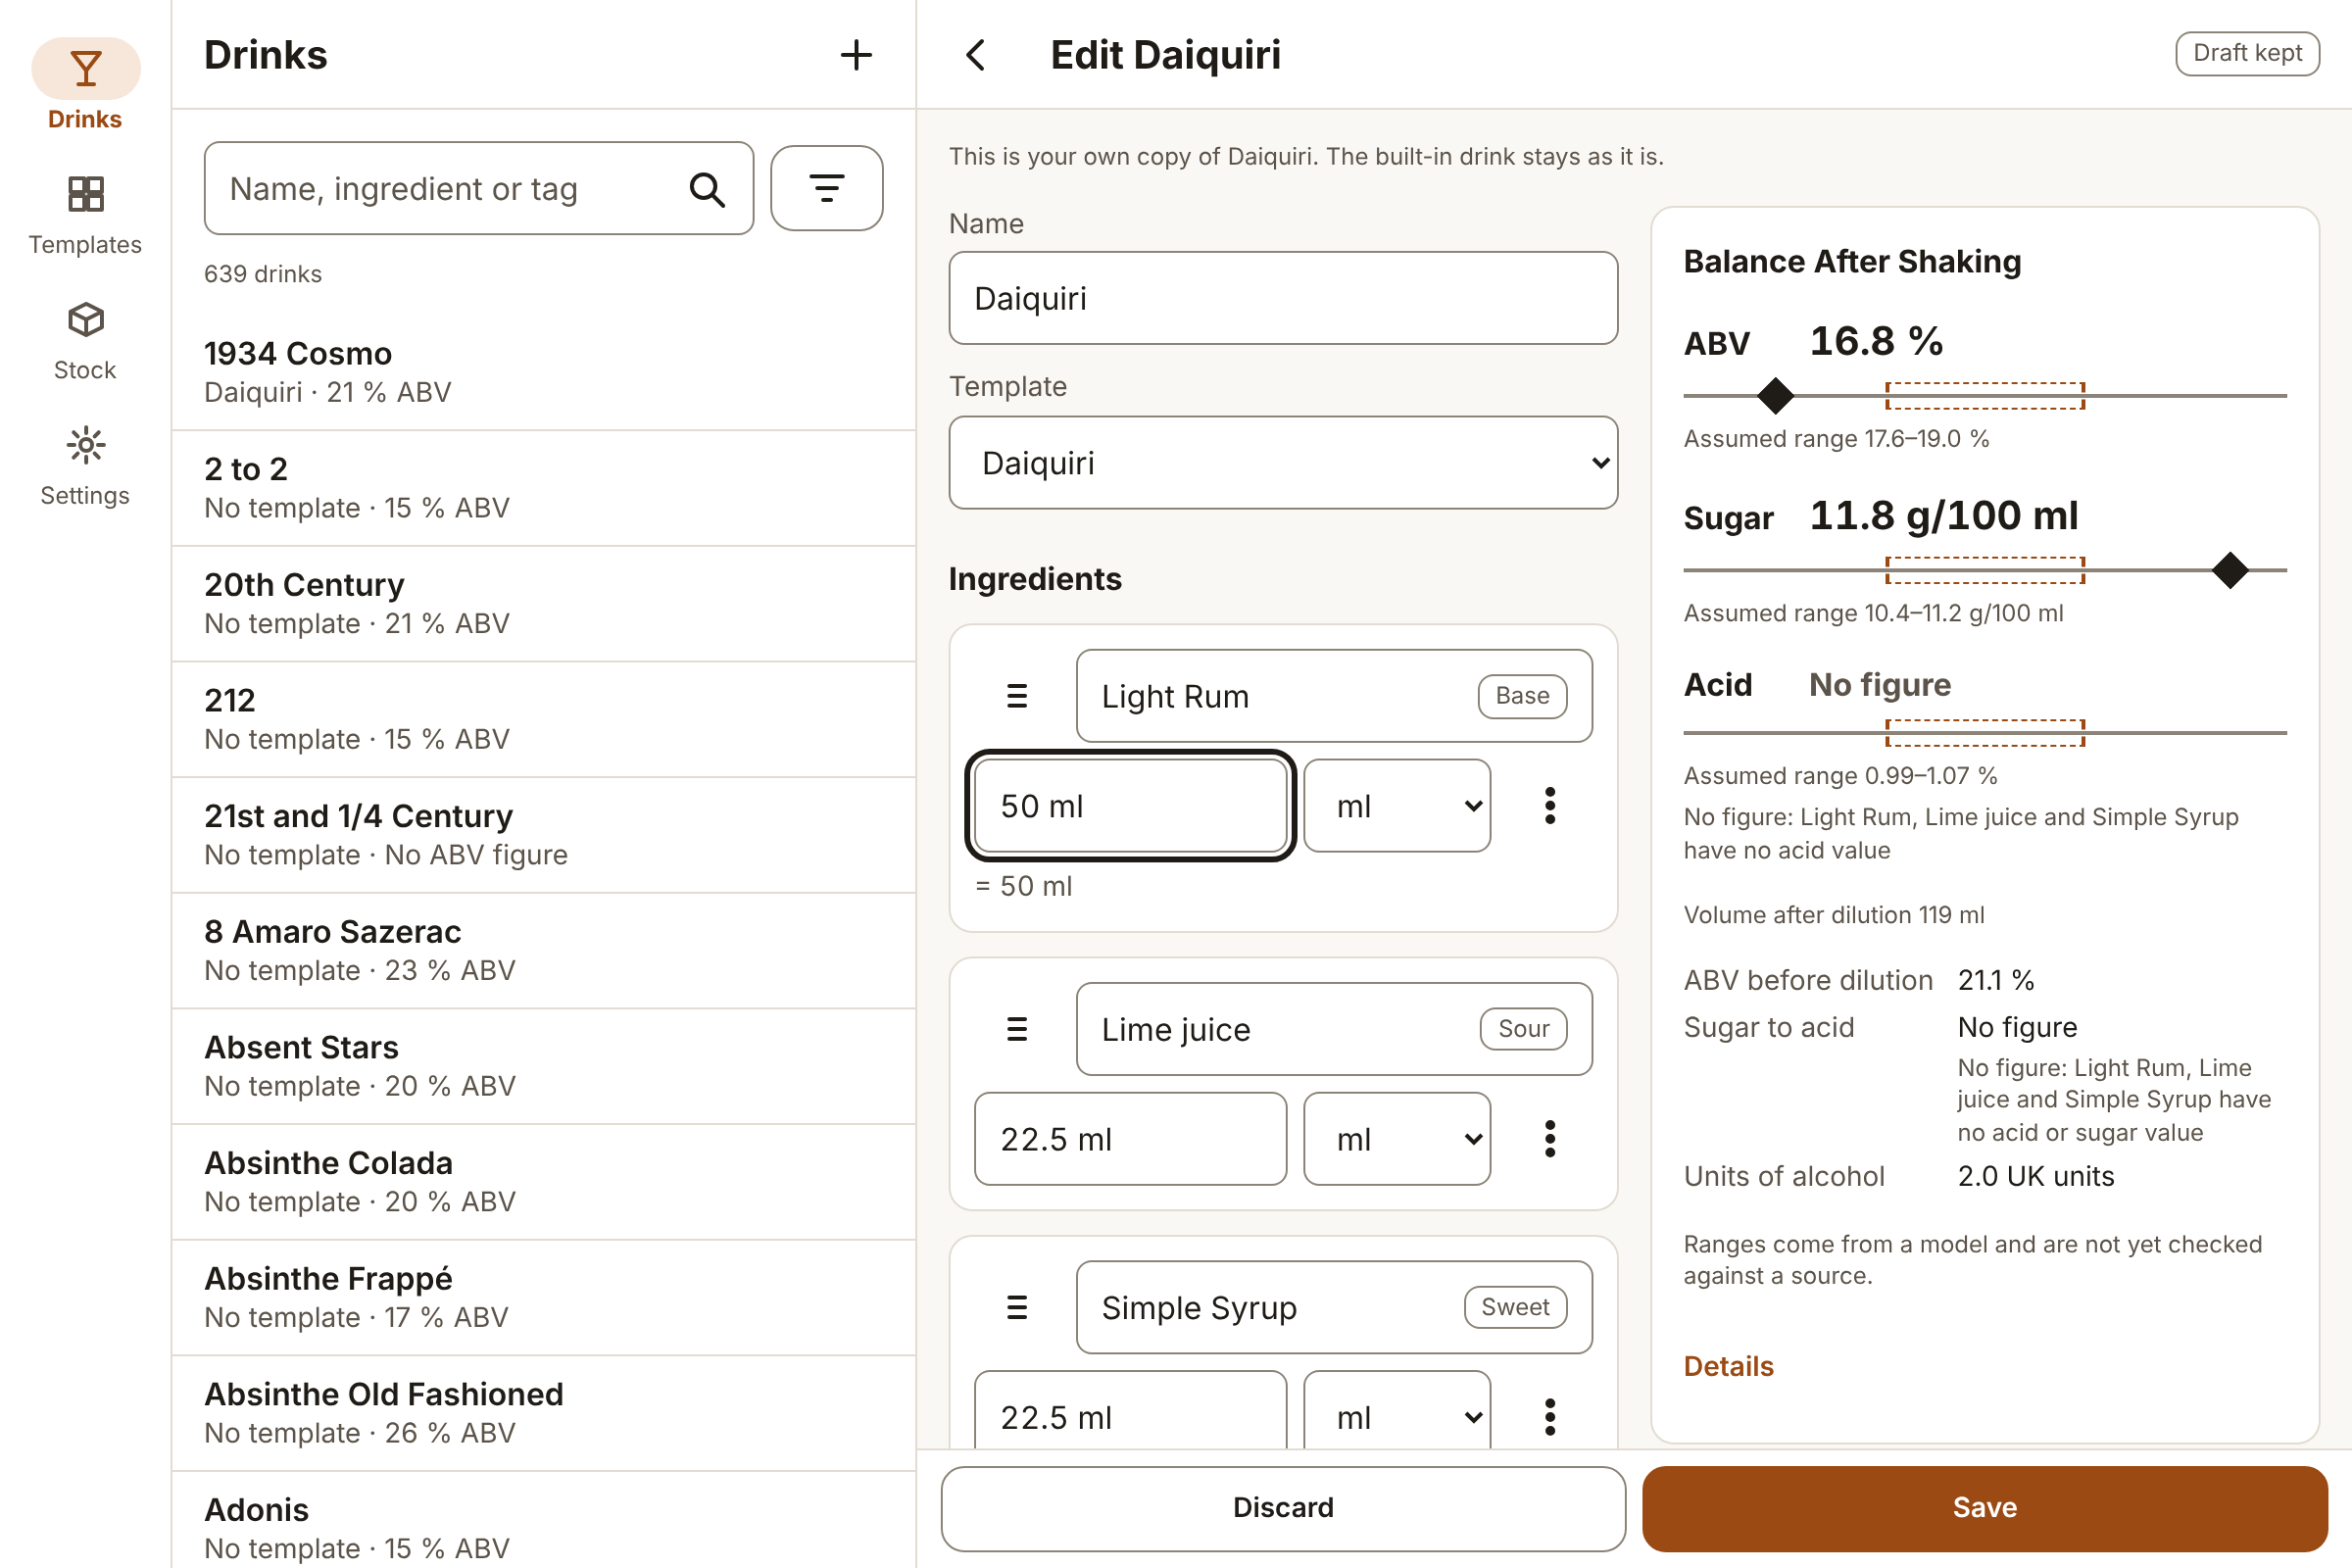 Drinks
Templates
Stock
Settings
Drinks
Name, ingredient or tag
639 drinks
1934 Cosmo
Daiquiri · 21 % ABV
2 to 2
No template · 15 % ABV
20th Century
No template · 21 % ABV
212
No template · 15 % ABV
21st and 1/4 Century
No template · No ABV figure
8 Amaro Sazerac
No template · 23 % ABV
Absent Stars
No template · 20 % ABV
Absinthe Colada
No template · 20 % ABV
Absinthe Frappé
No template · 17 % ABV
Absinthe Old Fashioned
No template · 26 % ABV
Adonis
No template · 15 % ABV
Edit Daiquiri
Draft kept
This is your own copy of Daiquiri. The built-in drink stays as it is.
Name
Daiquiri
Template
Daiquiri
Ingredients
Light Rum
Base
50 ml
ml
= 50 ml
Lime juice
Sour
22.5 ml
ml
Simple Syrup
Sweet
22.5 ml
ml
Balance After Shaking
ABV 16.8 %
Assumed range 17.6–19.0 %
Sugar 11.8 g/100 ml
Assumed range 10.4–11.2 g/100 ml
Acid No figure
Assumed range 0.99–1.07 %
No figure: Light Rum, Lime juice and Simple Syrup
have no acid value
Volume after dilution 119 ml
ABV before dilution 21.1 %
Sugar to acid No figure
No figure: Light Rum, Lime
juice and Simple Syrup have
no acid or sugar value
Units of alcohol 2.0 UK units
Ranges come from a model and are not yet checked
against a source.
Details
Discard
Save